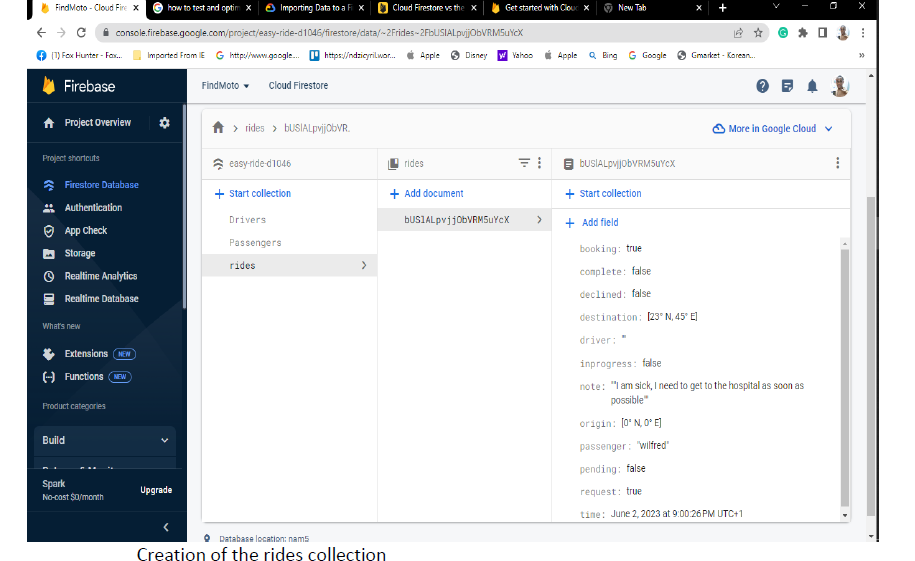 FindMoto - Cloud Fire
how to test and optim
Importing Data to a Fi
Cloud Firestore vs the
Get started with Clou
New Tab
console.firebase.google.com/project/easy-ride-d1046/firestore/data/~2Frides~2FbUSlALpvjjObVRM5uYcX
(1) Fox Hunter - Fox...
Imported From IE
http//www.google....
https://ndzicyril.wor...
Apple
Disney
Yahoo
Apple
Bing
Google
Gmarket - Korean...
»
Firebase
FindMoto
Cloud Firestore
Project Overview
rides
bUSlALpvjjObVR.
More in Google Cloud
Project shortcuts
easy-ride-d1046
rides
bUSlALpvjjObVRM5uYcX
Firestore Database
+ Start collection
+ Add document
+ Start collection
Authentication
Drivers
bUSlALpvjjObVRM5uYcX
+ Add field
App Check
Passengers
booking: true
Storage
rides
complete: false
Realtime Analytics
declined: false
Realtime Database
destination: [23° N, 45° E]
What's new
driver: ""
Extensions NEW
inprogress: false
Functions NEW
note: ""I am sick, I need to get to the hospital as soon as
possible""
Product categories
origin: [0° N, 0° E]
Build
passenger: "wilfred"
pending: false
Spark
No-cost $0/month
Upgrade
request: true
time: June 2, 2023 at 9:00:26 PM UTC+1
Database location: nam5
Creation of the rides collection